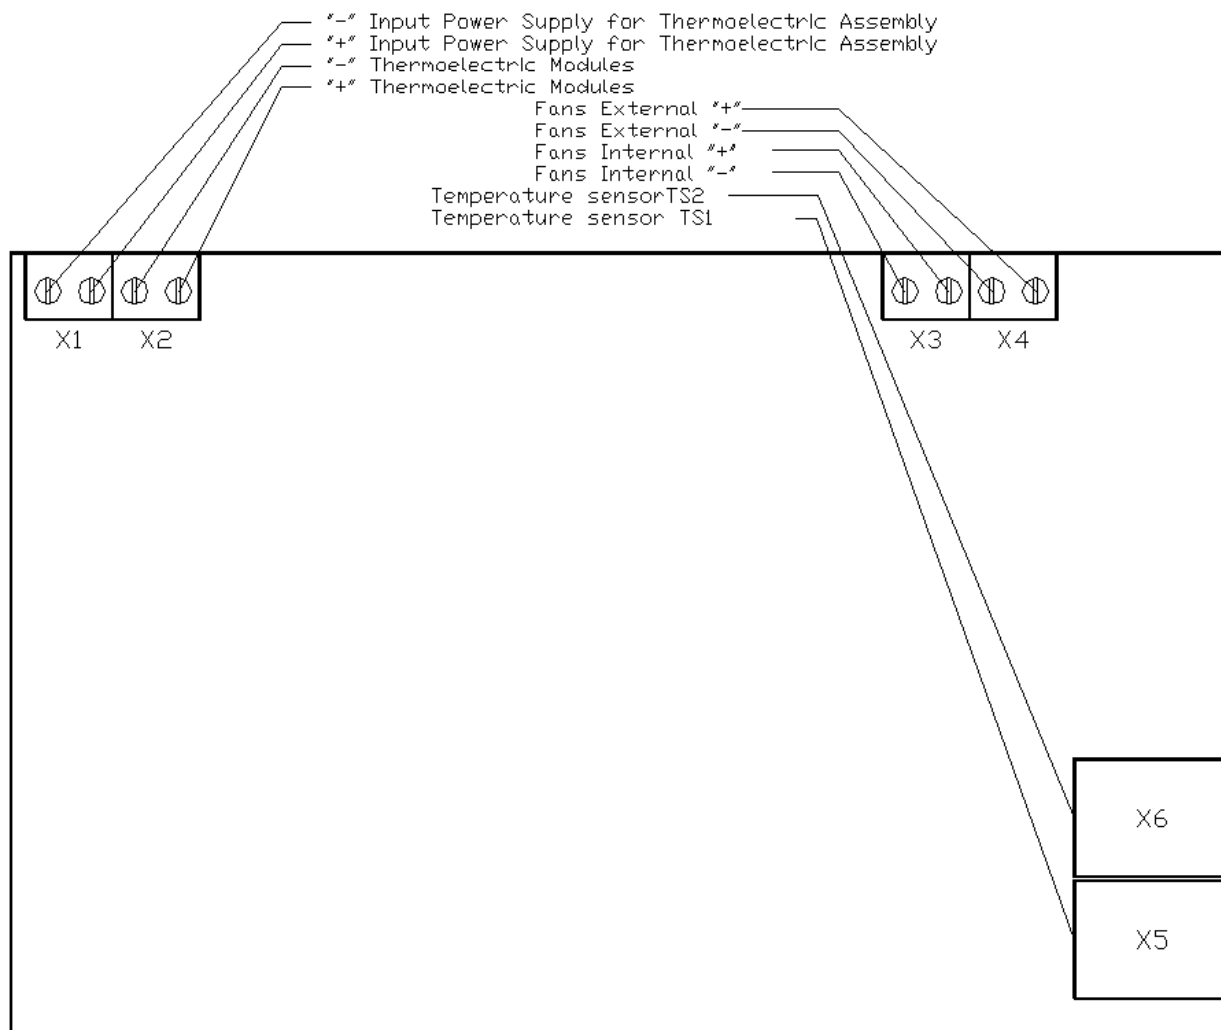 "-" Input Power Supply for Thermoelectric Assembly
"+" Input Power Supply for Thermoelectric Assembly
"-" Thermoelectric Modules
"+" Thermoelectric Modules
Fans External "+"
Fans External "-"
Fans Internal "+"
Fans Internal "-"
Temperature sensorTS2
Temperature sensor TS1
X1 X2 X3 X4
X6
X5